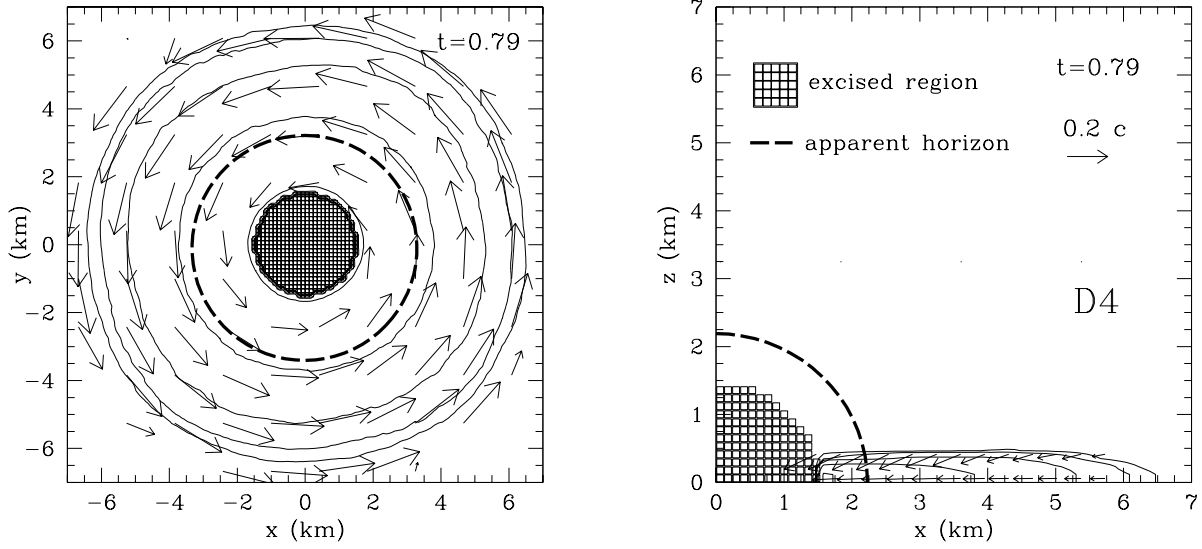 t=0.79
6
4
2
0
−2
−4
−6
y (km)
−6 −4 −2 0 2 4 6
x (km)
7
6
5
4
3
2
1
0
z (km)
excised region
t=0.79
0.2 c
apparent horizon
D4
0 1 2 3 4 5 6 7
x (km)